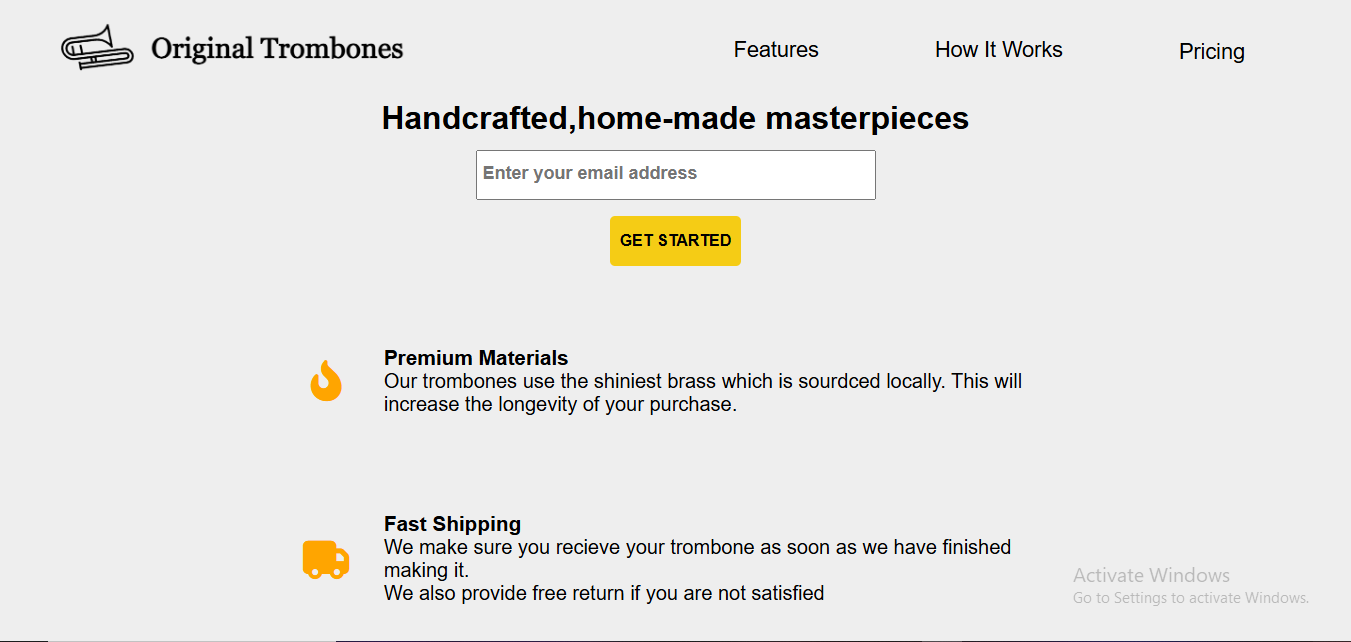 Original Trombones
Features
How It Works
Pricing
Handcrafted,home-made masterpieces
Enter your email address
GET STARTED
Premium Materials
Our trombones use the shiniest brass which is sourdced locally. This will
increase the longevity of your purchase.
Fast Shipping
We make sure you recieve your trombone as soon as we have finished
making it.
We also provide free return if you are not satisfied
Activate Windows
Go to Settings to activate Windows.